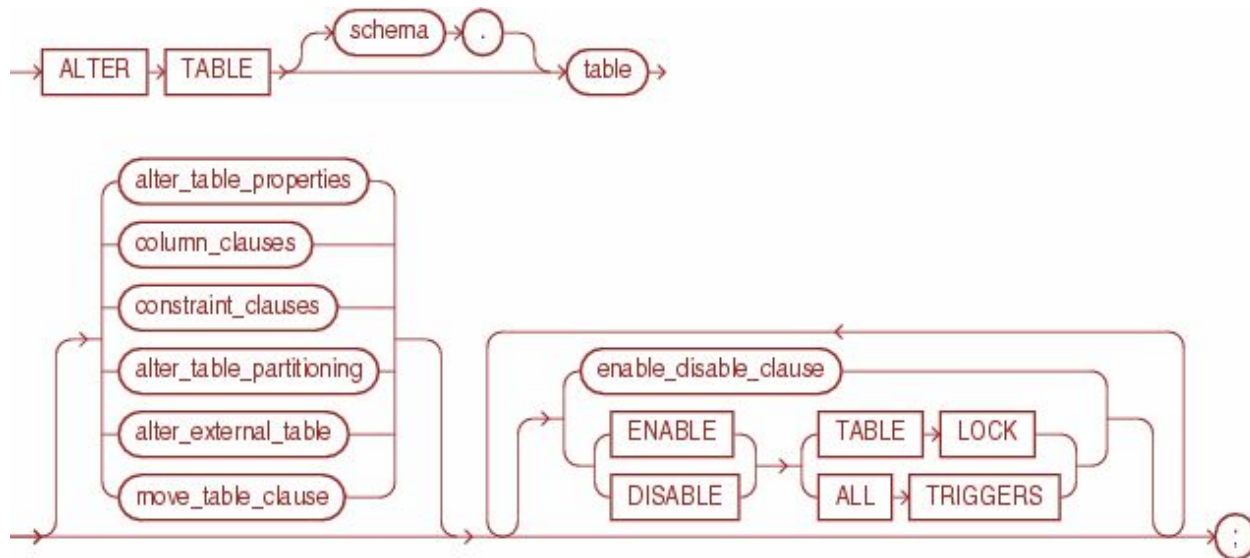 schema .
ALTER TABLE table
alter_table_properties
column_clauses
constraint_clauses
alter_table_partitioning enable_disable_clause
ENABLE TABLE LOCK
alter_external_table
DISABLE ALL TRIGGERS
move_table_clause
;